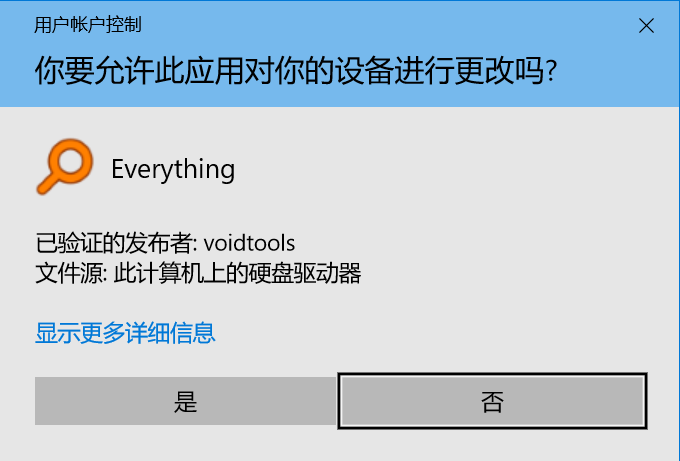 用户帐户控制
你要允许此应用对你的设备进行更改吗?
Everything
已验证的发布者: voidtools
文件源: 此计算机上的硬盘驱动器
显示更多详细信息
是
否